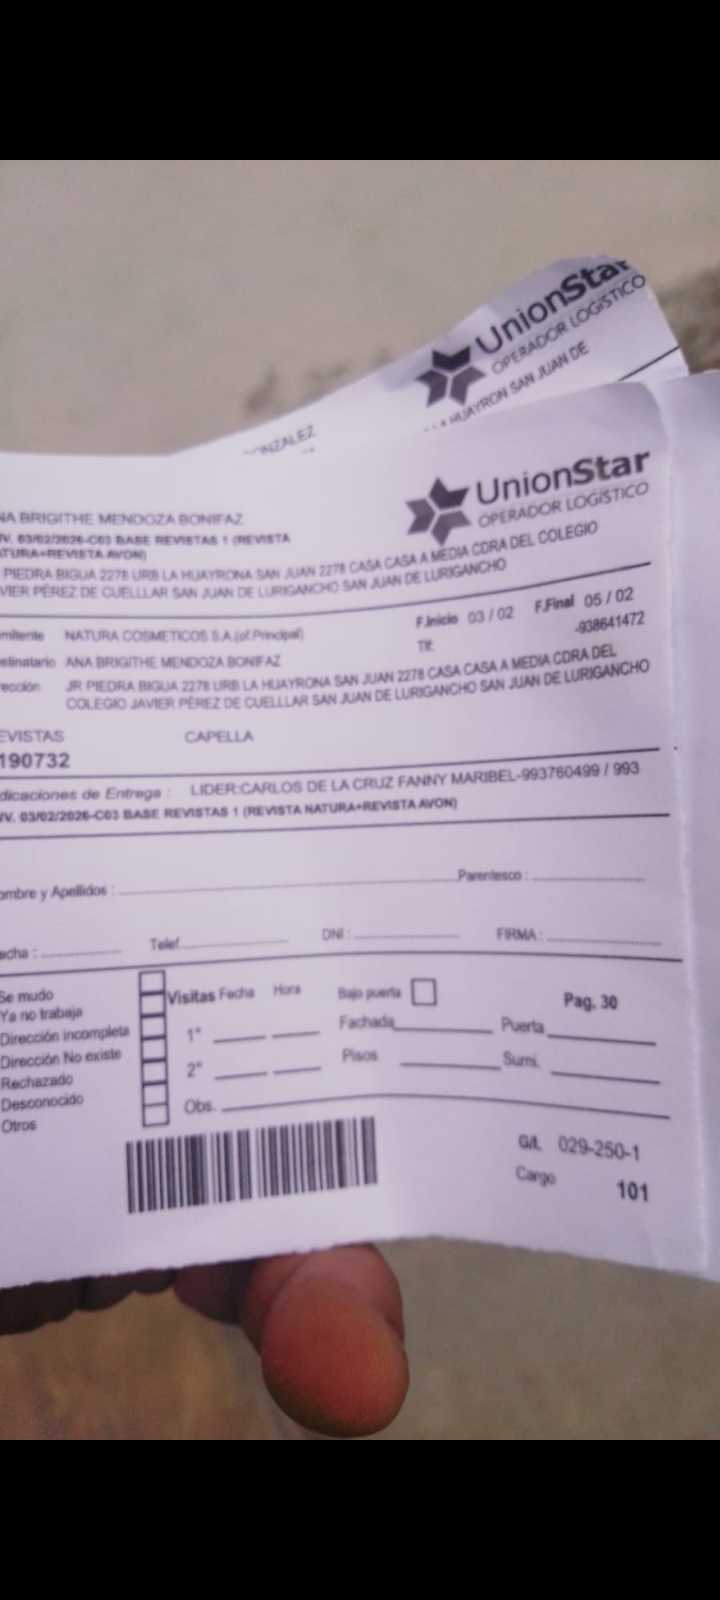 UnionStar
OPERADOR LOGÍSTICO
HUAYRON SAN JUAN DE
ONZALEZ
UnionStar
OPERADOR LOGÍSTICO
NA BRIGITHE MENDOZA BONIFAZ
V. 03/02/2026-C03 BASE REVISTAS 1 (REVISTA
ATURA+REVISTA AVON)
PIEDRA BIGUA 2278 URB LA HUAYRONA SAN JUAN 2278 CASA CASA A MEDIA CDRA DEL COLEGIO
VIER PÉREZ DE CUELLLAR SAN JUAN DE LURIGANCHO SAN JUAN DE LURIGANCHO
mitente NATURA COSMETICOS S.A.(of.Principal) F.Inicio 03 / 02 F.Final 05 / 02
Tlf: -938641472
stinatario ANA BRIGITHE MENDOZA BONIFAZ
rección JR PIEDRA BIGUA 2278 URB LA HUAYRONA SAN JUAN 2278 CASA CASA A MEDIA CDRA DEL
COLEGIO JAVIER PÉREZ DE CUELLLAR SAN JUAN DE LURIGANCHO SAN JUAN DE LURIGANCHO
EVISTAS CAPELLA
190732
dicaciones de Entrega : LIDER:CARLOS DE LA CRUZ FANNY MARIBEL-993760499 / 993
V. 03/02/2026-C03 BASE REVISTAS 1 (REVISTA NATURA+REVISTA AVON)
ombre y Apellidos : Parentesco :
echa : Telef. DNI : FIRMA :
Se mudo
Ya no trabaja
Dirección incompleta
Dirección No existe
Rechazado
Desconocido
Otros
Visitas Fecha Hora Bajo puerta Pag. 30
1° Fachada Puerta
2° Pisos Sumi.
Obs.
G/L 029-250-1
Cargo 101